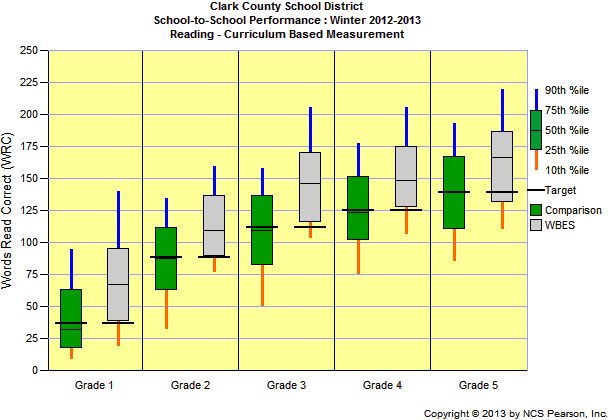 Clark County School District
School-to-School Performance : Winter 2012-2013
Reading - Curriculum Based Measurement
Words Read Correct (WRC)
250
225
200
175
150
125
100
75
50
25
0
Grade 1
Grade 2
Grade 3
Grade 4
Grade 5
90th %ile
75th %ile
50th %ile
25th %ile
10th %ile
Target
Comparison
WBES
Copyright © 2013 by NCS Pearson, Inc.